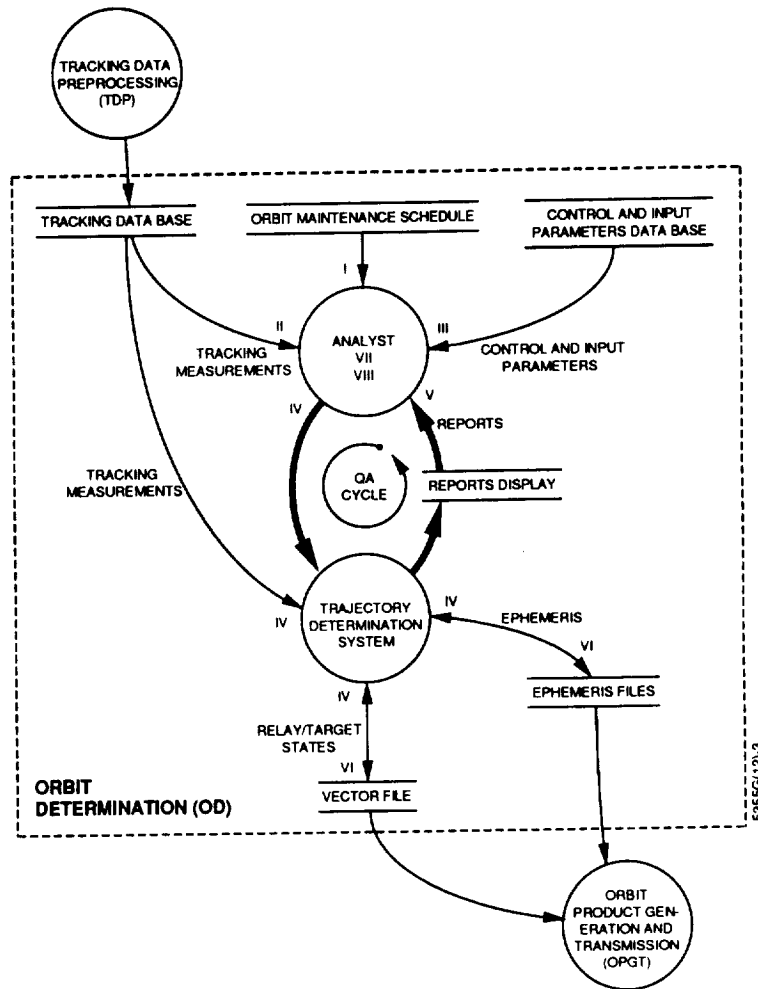 TRACKING DATA
PREPROCESSING
(TDP)
TRACKING DATA BASE
ORBIT MAINTENANCE SCHEDULE
CONTROL AND INPUT
PARAMETERS DATA BASE
I
II
TRACKING
MEASUREMENTS
ANALYST
VII
VIII
III
CONTROL AND INPUT
PARAMETERS
IV
V
REPORTS
TRACKING
MEASUREMENTS
QA
CYCLE
REPORTS DISPLAY
IV
TRAJECTORY
DETERMINATION
SYSTEM
IV
EPHEMERIS
VI
EPHEMERIS FILES
IV
RELAY/TARGET
STATES
VI
VECTOR FILE
ORBIT
DETERMINATION (OD)
ORBIT
PRODUCT GEN-
ERATION AND
TRANSMISSION
(OPGT)